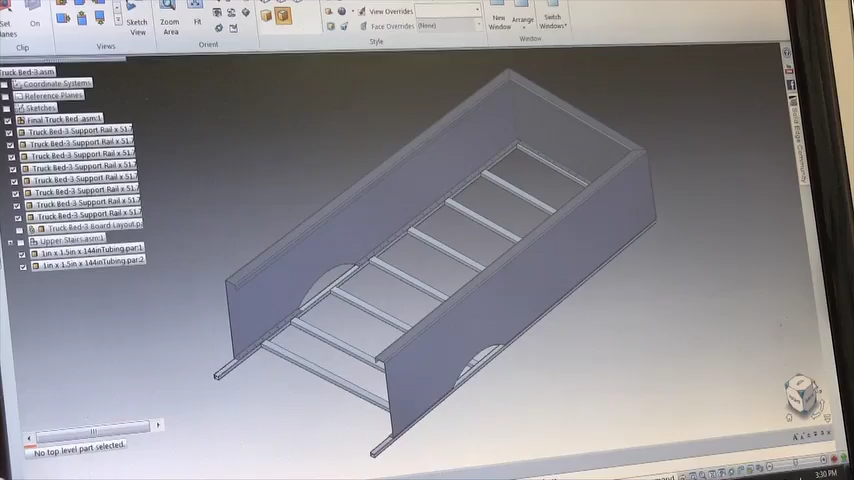 Set
Planes
On
Clip
Sketch
View
Views
Zoom
Area
Fit
Orient
View Overrides
Face Overrides
(None)
Style
New
Window
Arrange
Switch
Windows
Window
Truck Bed-3.asm
Coordinate Systems
Reference Planes
Sketches
Final Truck Bed .asm:1
Truck Bed-3 Support Rail x 51.7
Truck Bed-3 Support Rail x 51.7
Truck Bed-3 Support Rail x 51.7
Truck Bed-3 Support Rail x 51.7
Truck Bed-3 Support Rail x 51.7
Truck Bed-3 Support Rail x 51.7
Truck Bed-3 Support Rail x 51.7
Truck Bed-3 Support Rail x 51.7
Truck Bed-3 Board Layout.p
Upper Stairs.asm:1
1in x 1.5in x 144inTubing.par:1
1in x 1.5in x 144inTubing.par:2
Solid Edge Community
No top level part selected.
3:30 PM